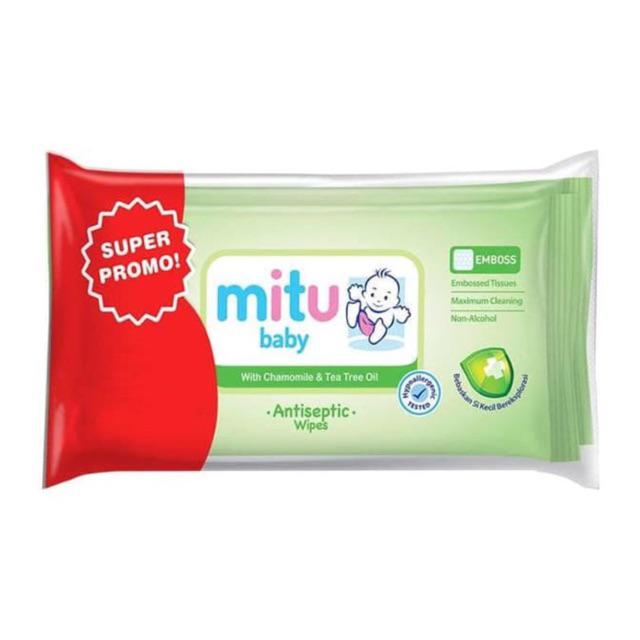 SUPER
PROMO!
mitu
baby
With Chamomile & Tea Tree Oil
Hypoallergenic
TESTED
·Antiseptic·
Wipes
EMBOSS
Embossed Tissues
Maximum Cleaning
Non-Alcohol
Bebaskan Si Kecil Bereksplorasi